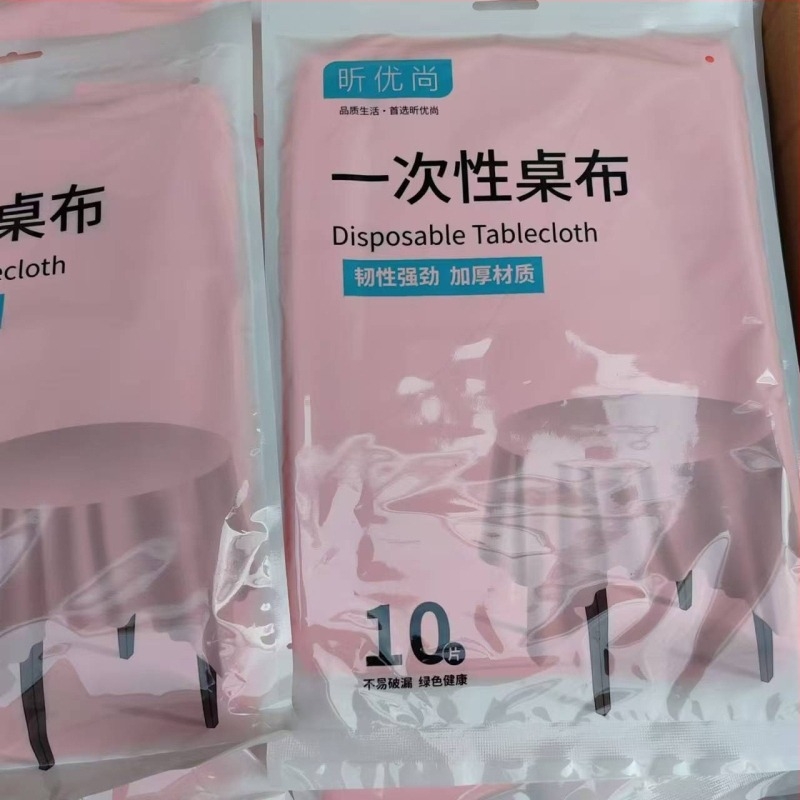 昕优尚
品质生活·首选昕优尚
一次性桌布
Disposable Tablecloth
韧性强劲 加厚材质
10片
不易破漏 绿色健康
桌布
ecloth